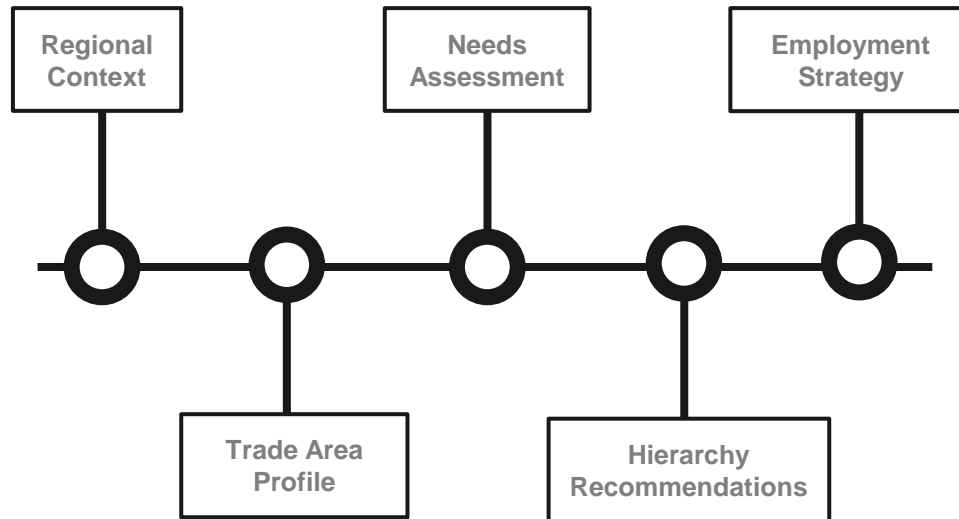 Regional
Context
Needs
Assessment
Employment
Strategy
Trade Area
Profile
Hierarchy
Recommendations